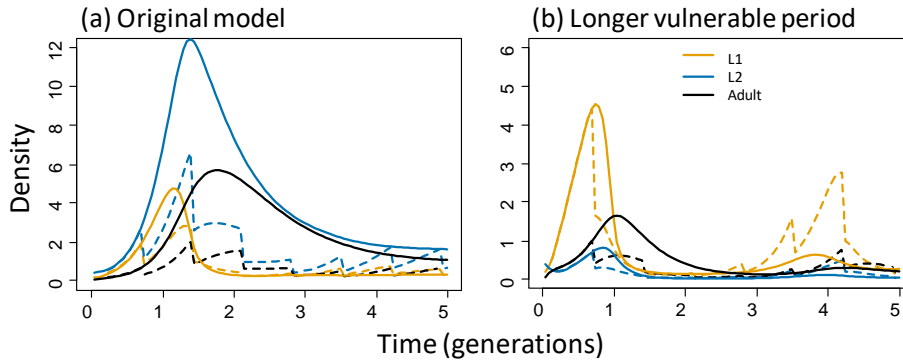 (a) Original model
(b) Longer vulnerable period
Density
12
10
8
6
4
2
0
0 1 2 3 4 5
6
5
4
3
2
1
0
0 1 2 3 4 5
L1
L2
Adult
Time (generations)